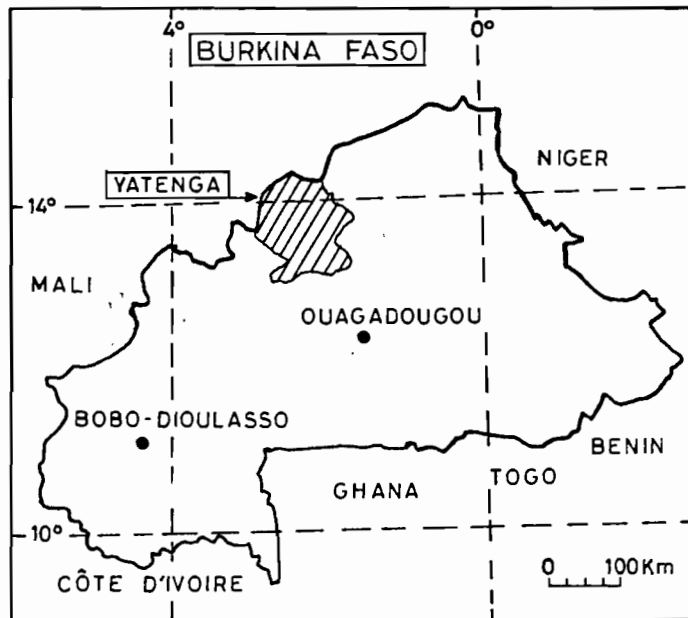 4° 0°
BURKINA FASO
NIGER
YATENGA
14°
MALI
OUAGADOUGOU
BOBO-DIOULASSO
BENIN
TOGO
GHANA
10°
CÔTE D'IVOIRE
0 100Km